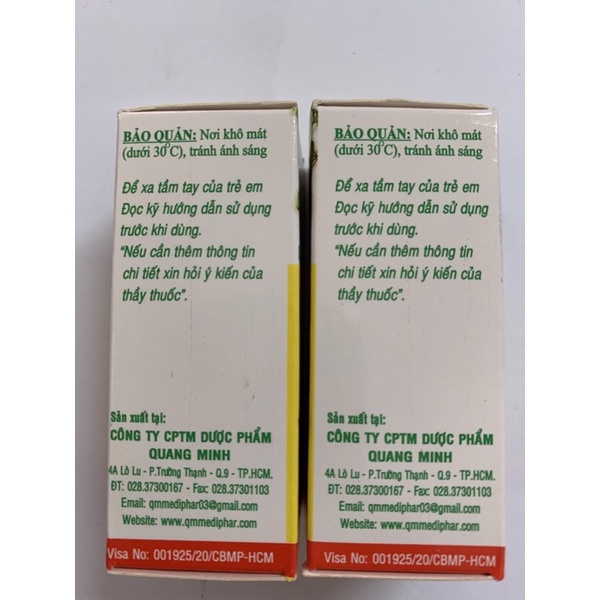 BẢO QUẢN: Nơi khô mát
(dưới 30°C), tránh ánh sáng
Để xa tầm tay của trẻ em
Đọc kỹ hướng dẫn sử dụng
trước khi dùng.
"Nếu cần thêm thông tin
chi tiết xin hỏi ý kiến của
thầy thuốc".
Sản xuất tại:
CÔNG TY CPTM DƯỢC PHẨM
QUANG MINH
4A Lò Lu - P.Trường Thạnh - Q.9 - TP.HCM.
ĐT: 028.37300167 - Fax: 028.37301103
Email: qmmediphar03@gmail.com
Website: www.qmmediphar.com
Visa No: 001925/20/CBMP-HCM
BẢO QUẢN: Nơi khô mát
(dưới 30°C), tránh ánh sáng
Để xa tầm tay của trẻ em
Đọc kỹ hướng dẫn sử dụng
trước khi dùng.
"Nếu cần thêm thông tin
chi tiết xin hỏi ý kiến của
thầy thuốc".
Sản xuất tại:
CÔNG TY CPTM DƯỢC PHẨM
QUANG MINH
4A Lò Lu - P.Trường Thạnh - Q.9 - TP.HCM.
ĐT: 028.37300167 - Fax: 028.37301103
Email: qmmediphar03@gmail.com
Website: www.qmmediphar.com
Visa No: 001925/20/CBMP-HCM